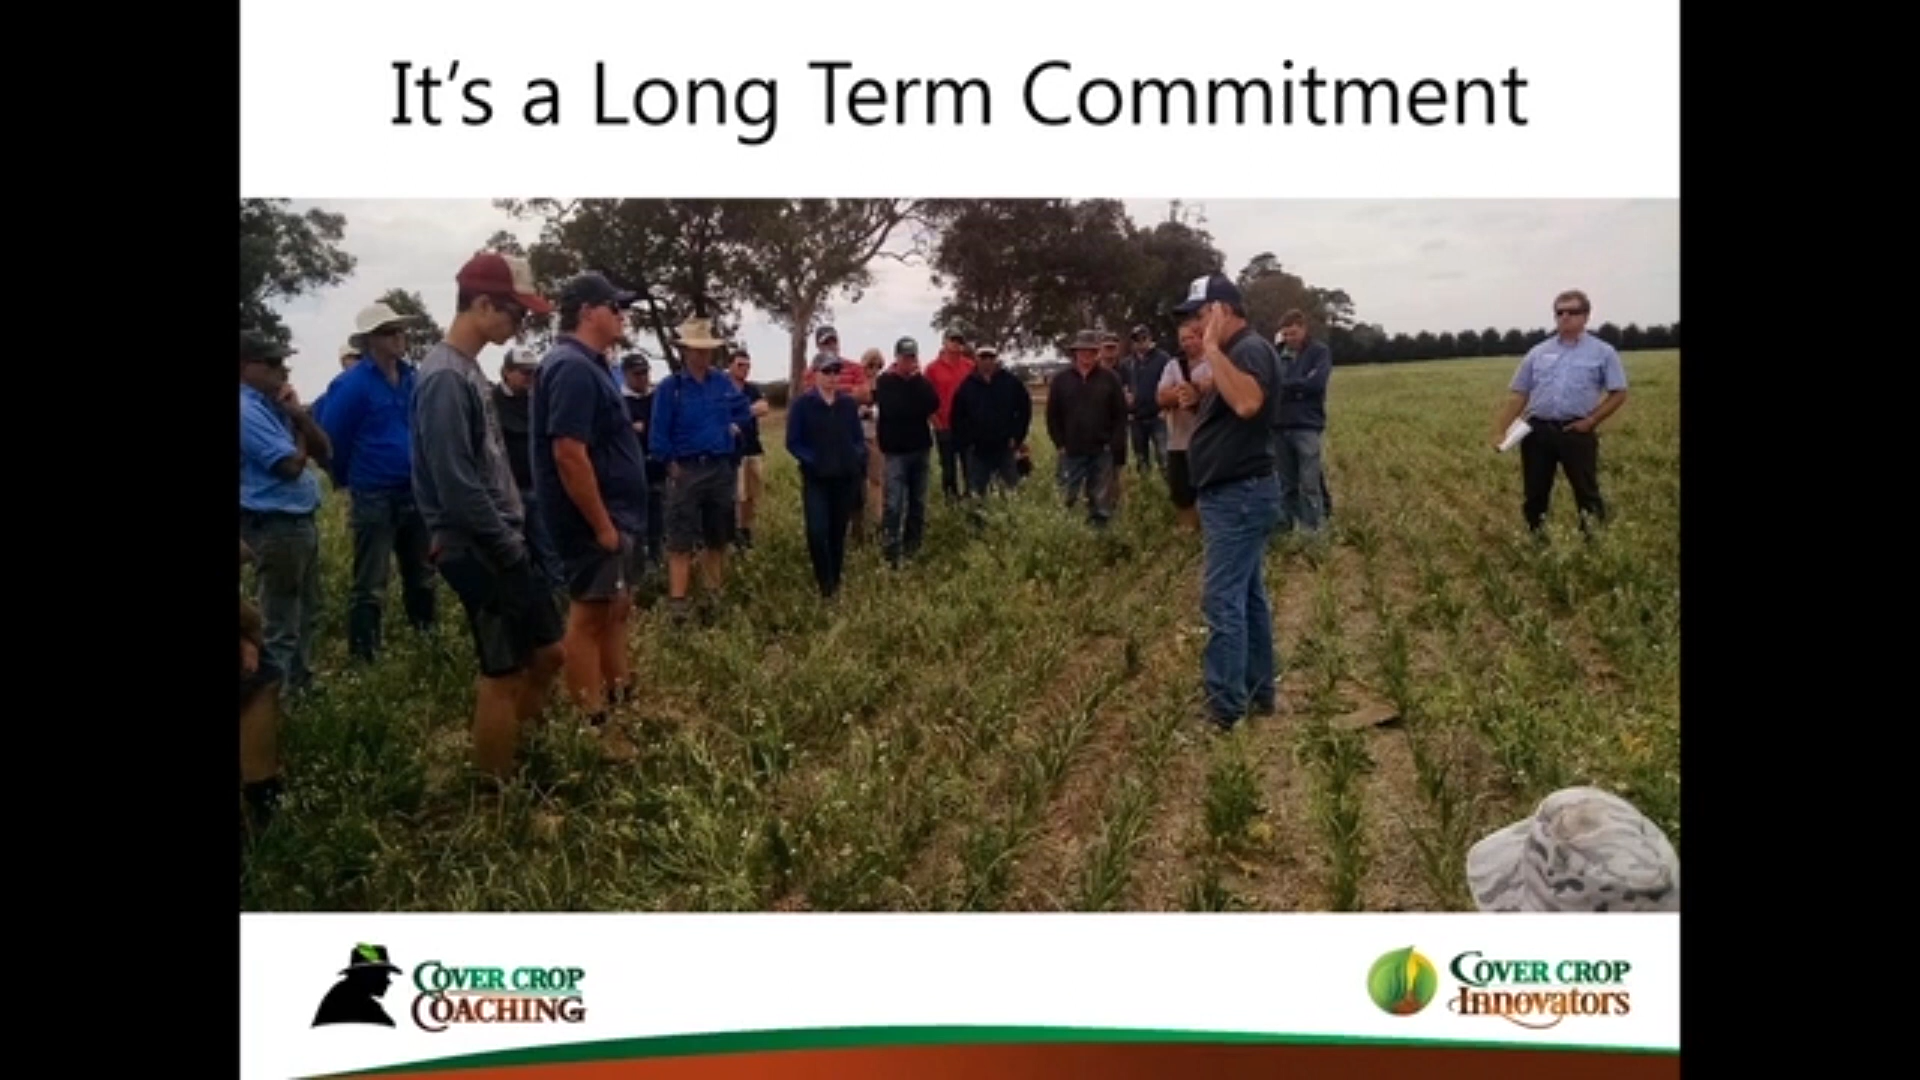 It's a Long Term Commitment
COVER CROP
COACHING
COVER CROP
Innovators